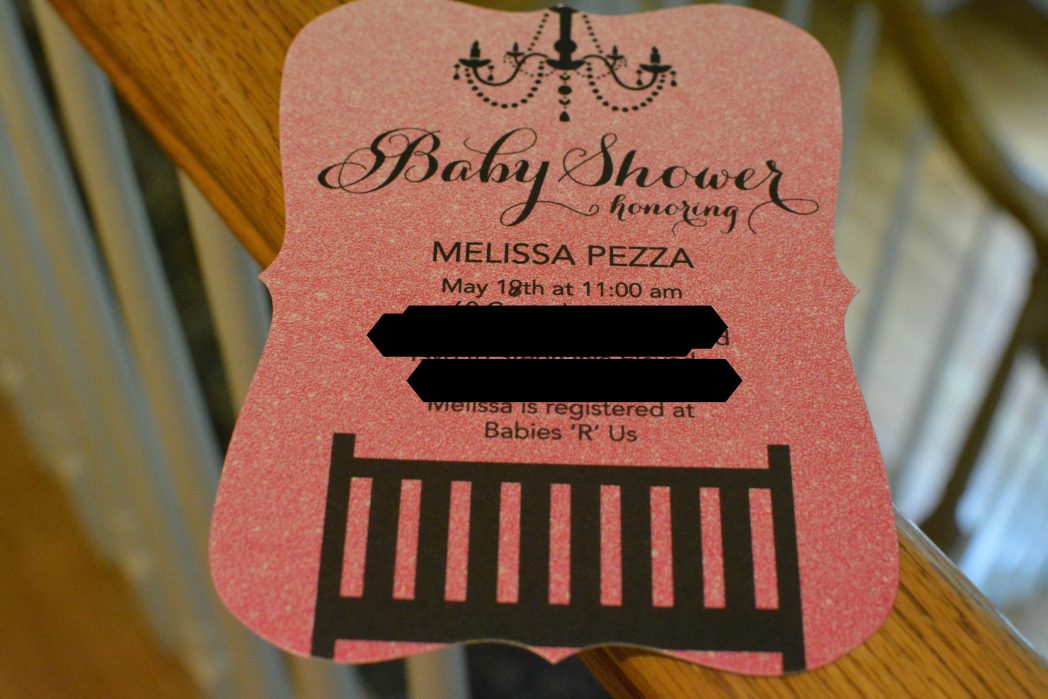 Baby Shower
honoring
MELISSA PEZZA
May 18th at 11:00 am
Melissa is registered at
Babies 'R' Us